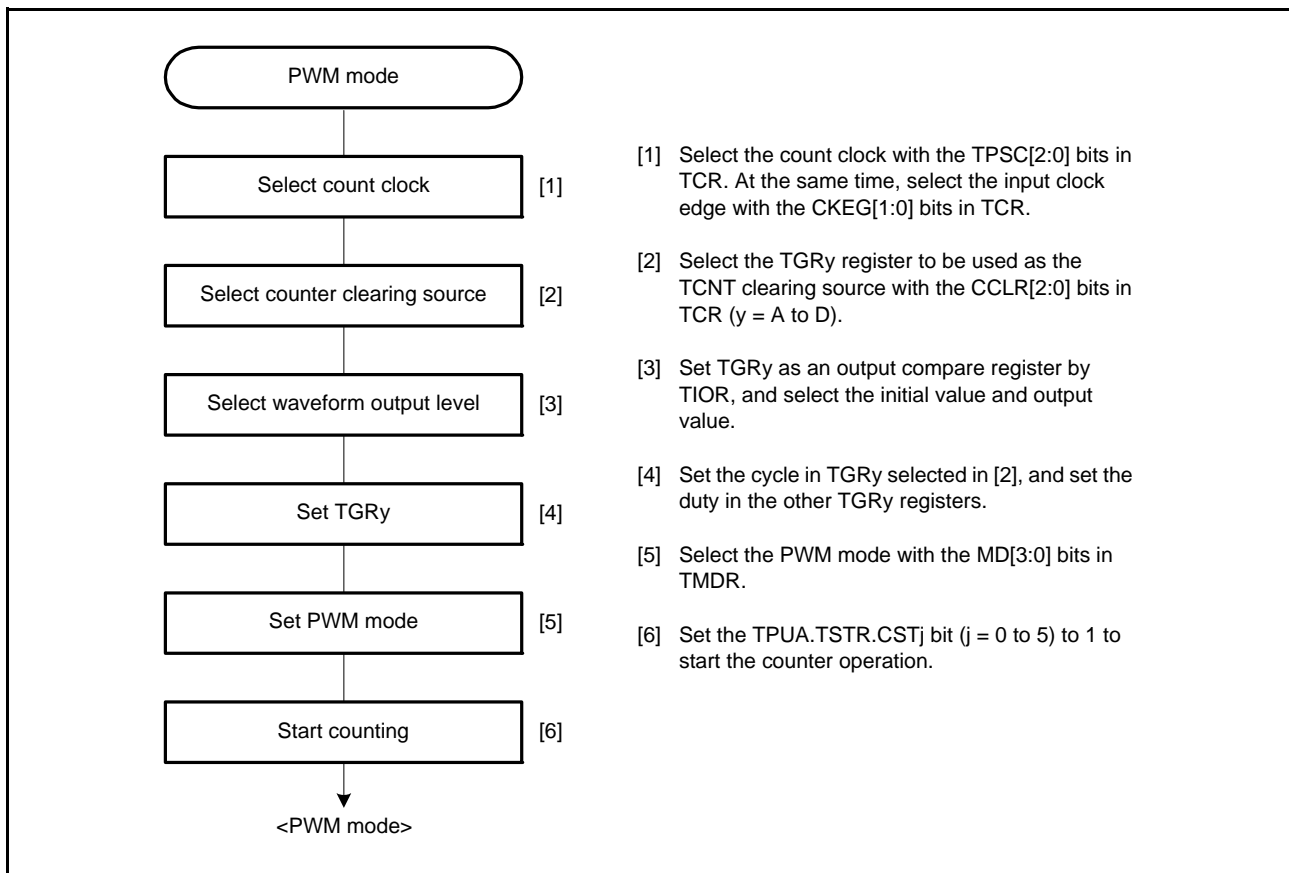 PWM mode
Select count clock [1]
Select counter clearing source [2]
Select waveform output level [3]
Set TGRy [4]
Set PWM mode [5]
Start counting [6]
<PWM mode>
[1] Select the count clock with the TPSC[2:0] bits in
TCR. At the same time, select the input clock
edge with the CKEG[1:0] bits in TCR.
[2] Select the TGRy register to be used as the
TCNT clearing source with the CCLR[2:0] bits in
TCR (y = A to D).
[3] Set TGRy as an output compare register by
TIOR, and select the initial value and output
value.
[4] Set the cycle in TGRy selected in [2], and set the
duty in the other TGRy registers.
[5] Select the PWM mode with the MD[3:0] bits in
TMDR.
[6] Set the TPUA.TSTR.CSTj bit (j = 0 to 5) to 1 to
start the counter operation.